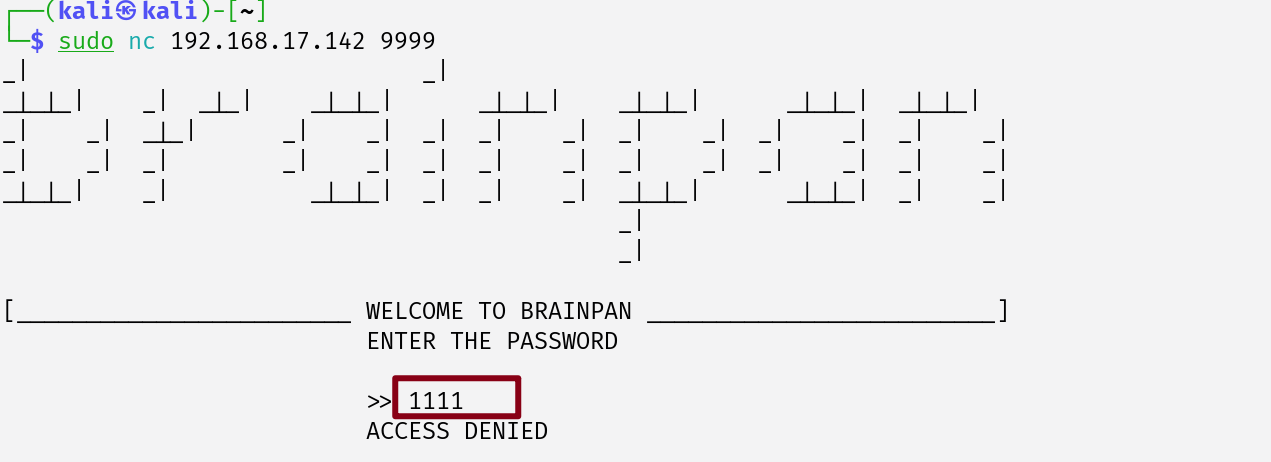 ┌──(kali㉿kali)-[~]
└─$ sudo nc 192.168.17.142 9999
_|                            _|
_|_|_|    _|  _|_|    _|_|_|      _|_|_|    _|_|_|      _|_|_|  _|_|_|
_|    _|  _|_|      _|    _|  _|  _|    _|  _|    _|  _|    _|  _|    _|
_|    _|  _|        _|    _|  _|  _|    _|  _|    _|  _|    _|  _|    _|
_|_|_|    _|          _|_|_|  _|  _|    _|  _|_|_|      _|_|_|  _|    _|
                                            _|
                                            _|
[________________________ WELCOME TO BRAINPAN _________________________]
ENTER THE PASSWORD
>> 1111
ACCESS DENIED